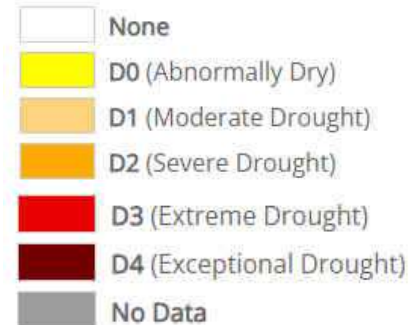 None
D0 (Abnormally Dry)
D1 (Moderate Drought)
D2 (Severe Drought)
D3 (Extreme Drought)
D4 (Exceptional Drought)
No Data